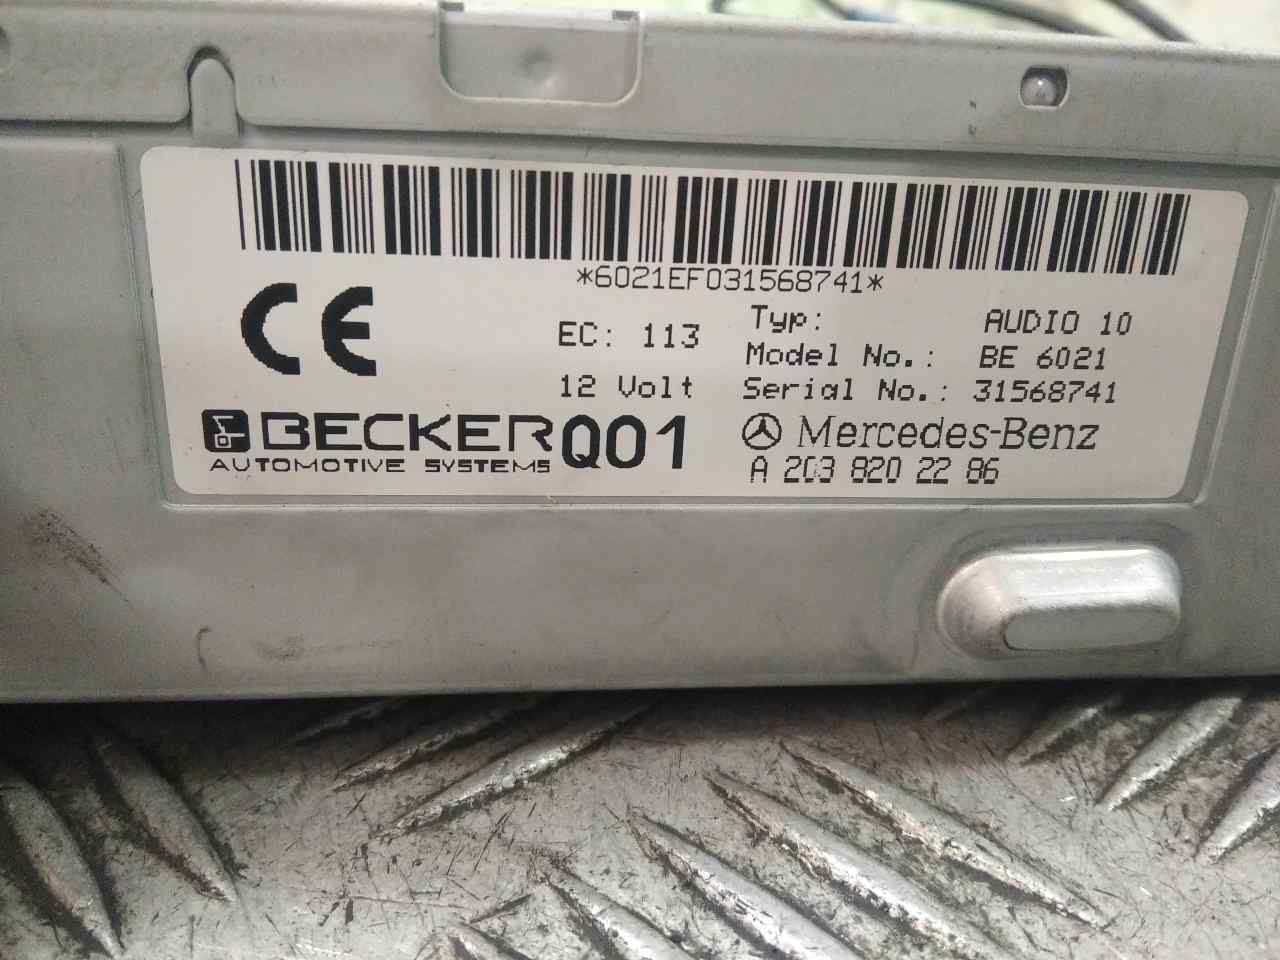 *6021EF031568741*
CE
EC: 113
12 Volt
Typ: AUDIO 10
Model No.: BE 6021
Serial No.: 31568741
BECKER Q01
AUTOMOTIVE SYSTEMS
Mercedes-Benz
A 203 820 22 86